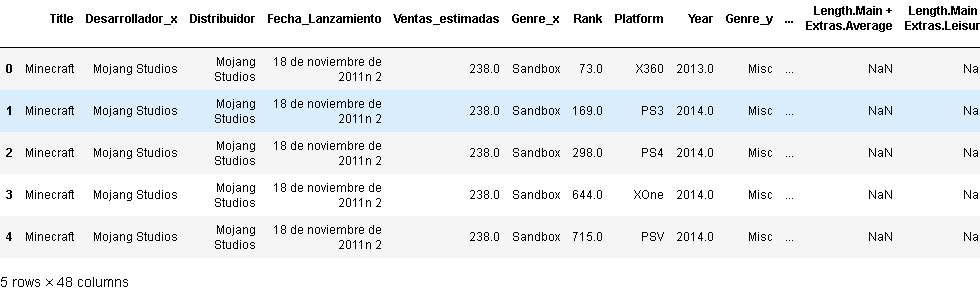 Title Desarrollador_x Distribuidor Fecha_Lanzamiento Ventas_estimadas Genre_x Rank Platform Year Genre_y ... Length.Main + Extras.Average Length.Main Extras.Leisur
0 Minecraft Mojang Studios Mojang Studios 18 de noviembre de 2011n 2 238.0 Sandbox 73.0 X360 2013.0 Misc ... NaN Na
1 Minecraft Mojang Studios Mojang Studios 18 de noviembre de 2011n 2 238.0 Sandbox 169.0 PS3 2014.0 Misc ... NaN Na
2 Minecraft Mojang Studios Mojang Studios 18 de noviembre de 2011n 2 238.0 Sandbox 298.0 PS4 2014.0 Misc ... NaN Na
3 Minecraft Mojang Studios Mojang Studios 18 de noviembre de 2011n 2 238.0 Sandbox 644.0 XOne 2014.0 Misc ... NaN Na
4 Minecraft Mojang Studios Mojang Studios 18 de noviembre de 2011n 2 238.0 Sandbox 715.0 PSV 2014.0 Misc ... NaN Na
5 rows × 48 columns